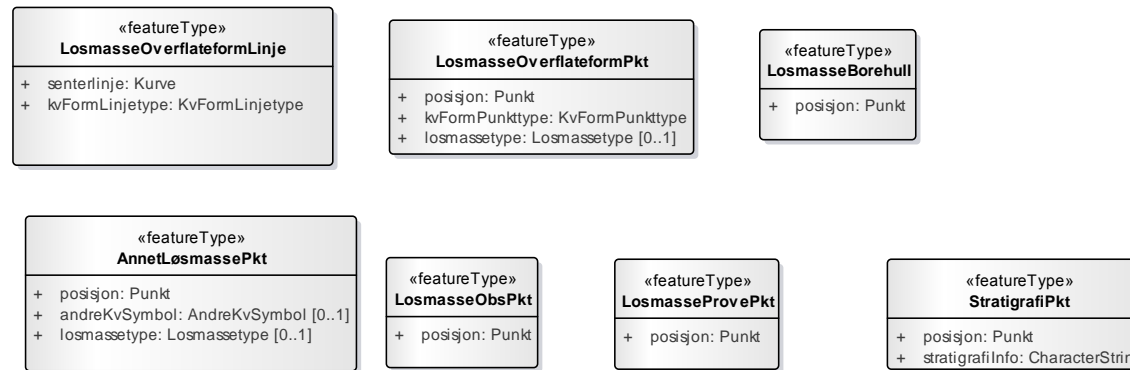 «featureType»
LosmasseOverflateformLinje
+ senterlinje: Kurve
+ kvFormLinjetype: KvFormLinjetype
«featureType»
LosmasseOverflateformPkt
+ posisjon: Punkt
+ kvFormPunkttype: KvFormPunkttype
+ losmassetype: Losmassetype [0..1]
«featureType»
LosmasseBorehull
+ posisjon: Punkt
«featureType»
AnnetLøsmassePkt
+ posisjon: Punkt
+ andreKvSymbol: AndreKvSymbol [0..1]
+ losmassetype: Losmassetype [0..1]
«featureType»
LosmasseObsPkt
+ posisjon: Punkt
«featureType»
LosmasseProvePkt
+ posisjon: Punkt
«featureType»
StratigrafiPkt
+ posisjon: Punkt
+ stratigrafiInfo: CharacterStrin